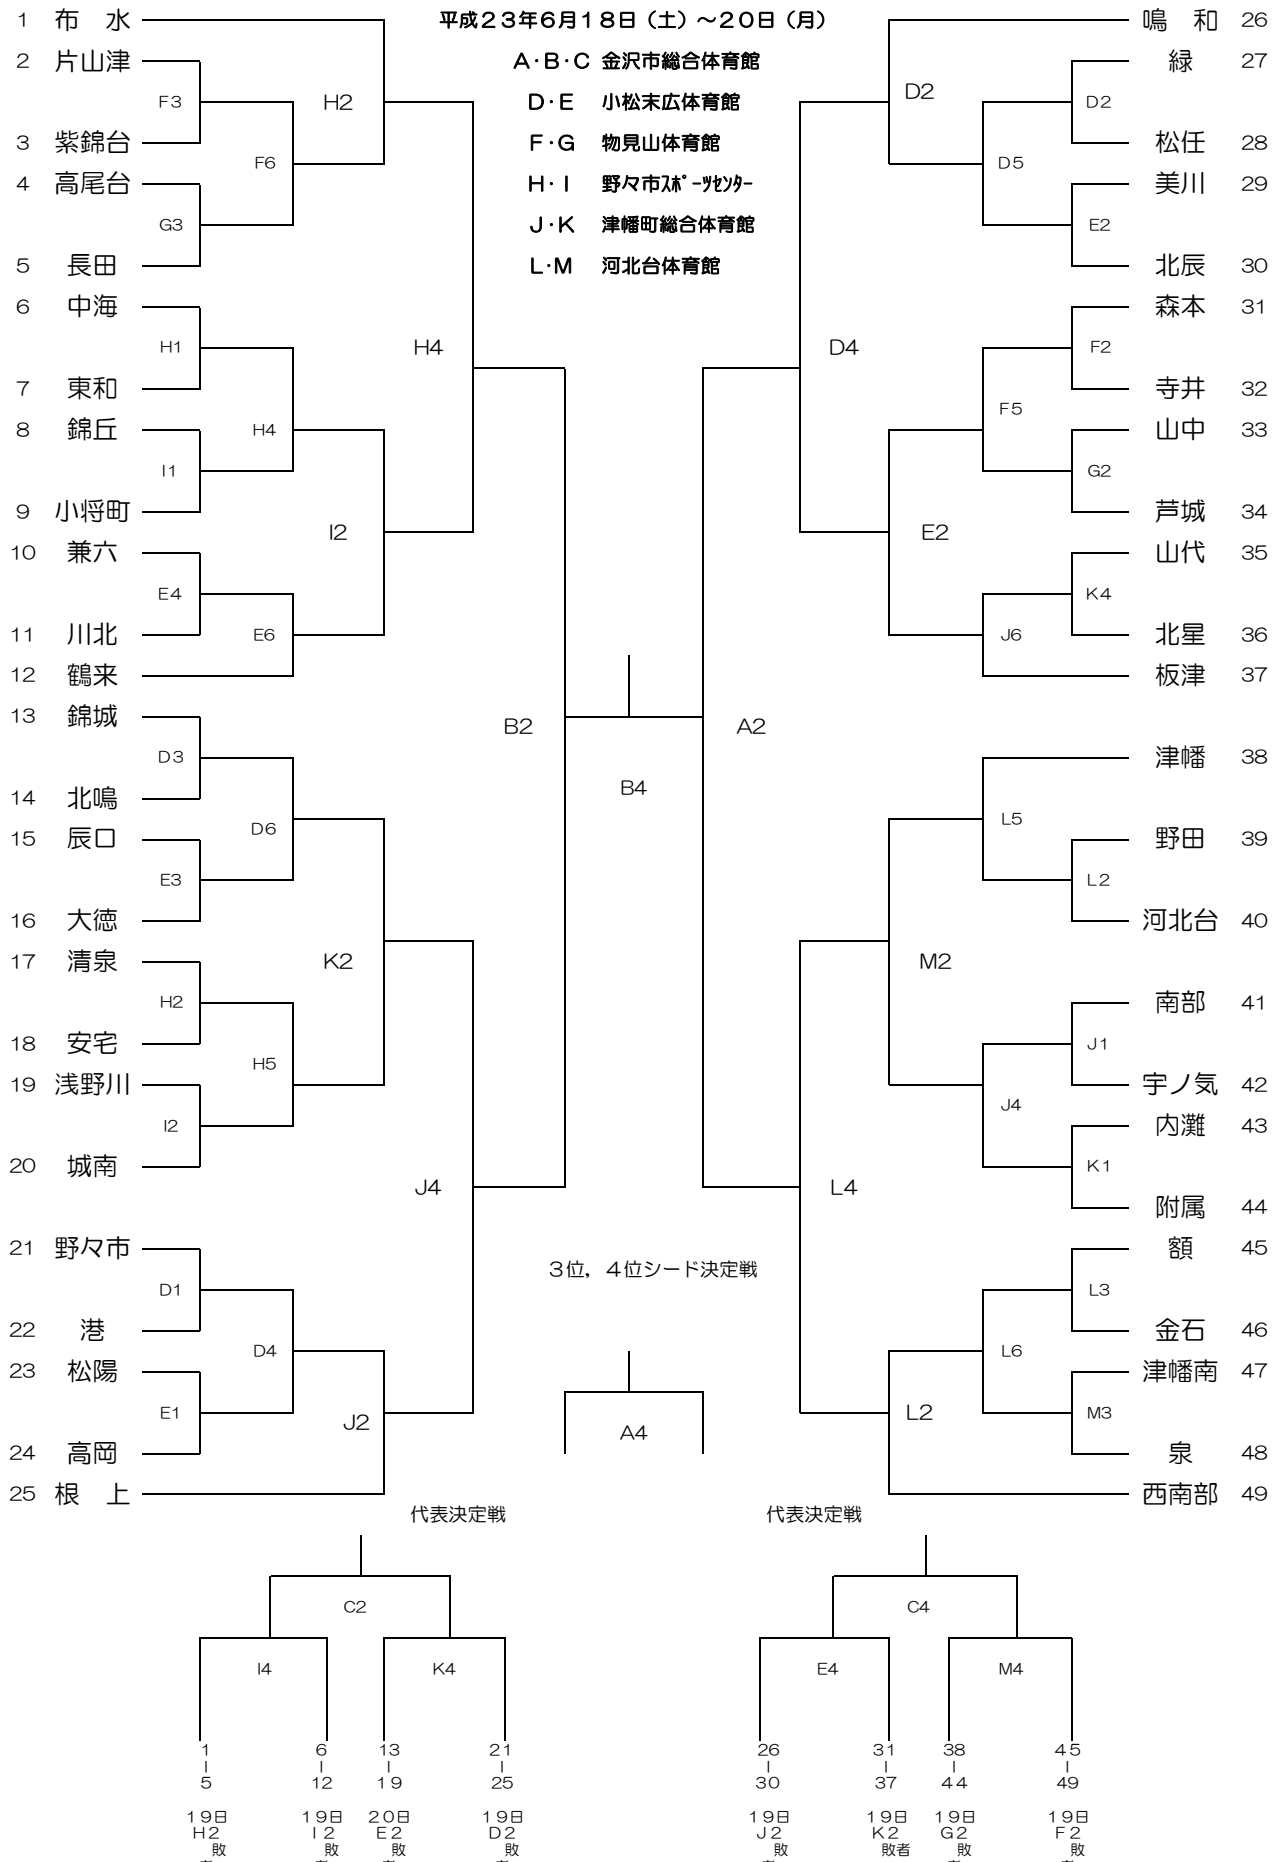 平成23年6月18日（土）～20日（月）
A・B・C 金沢市総合体育館
D・E 小松末広体育館
F・G 物見山体育館
H・I 野々市ｽﾎﾟｰﾂｾﾝﾀｰ
J・K 津幡町総合体育館
L・M 河北台体育館
1 布　水
2 片山津
F3
3 紫錦台
F6
4 高尾台
G3
5 長田
H2
6 中海
H1
7 東和
H4
8 錦丘
I1
9 小将町
I2
10 兼六
E4
11 川北
E6
12 鶴来
H4
13 錦城
D3
14 北鳴
D6
15 辰口
E3
16 大徳
K2
17 清泉
H2
18 安宅
H5
19 浅野川
I2
20 城南
J4
21 野々市
D1
22 港
D4
23 松陽
E1
24 高岡
J2
25 根　上
B2
B4
A2
鳴　和 26
D2
緑 27
D2
松任 28
D5
美川 29
E2
北辰 30
D4
森本 31
F2
寺井 32
F5
山中 33
G2
芦城 34
E2
山代 35
K4
北星 36
J6
板津 37
津幡 38
L5
野田 39
L2
河北台 40
M2
南部 41
J1
宇ノ気 42
J4
内灘 43
K1
附属 44
L4
額 45
L3
金石 46
L6
津幡南 47
M3
泉 48
L2
西南部 49
3位，4位シード決定戦
A4
代表決定戦
C2
I4 K4
1 6 13 21
| | | |
5 12 19 25
19日 19日 20日 19日
H2 I2 E2 D2
敗 敗 敗 敗
代表決定戦
C4
E4 M4
26 31 38 45
| | | |
30 37 44 49
19日 19日 19日 19日
J2 K2 G2 F2
敗 敗者 敗 敗